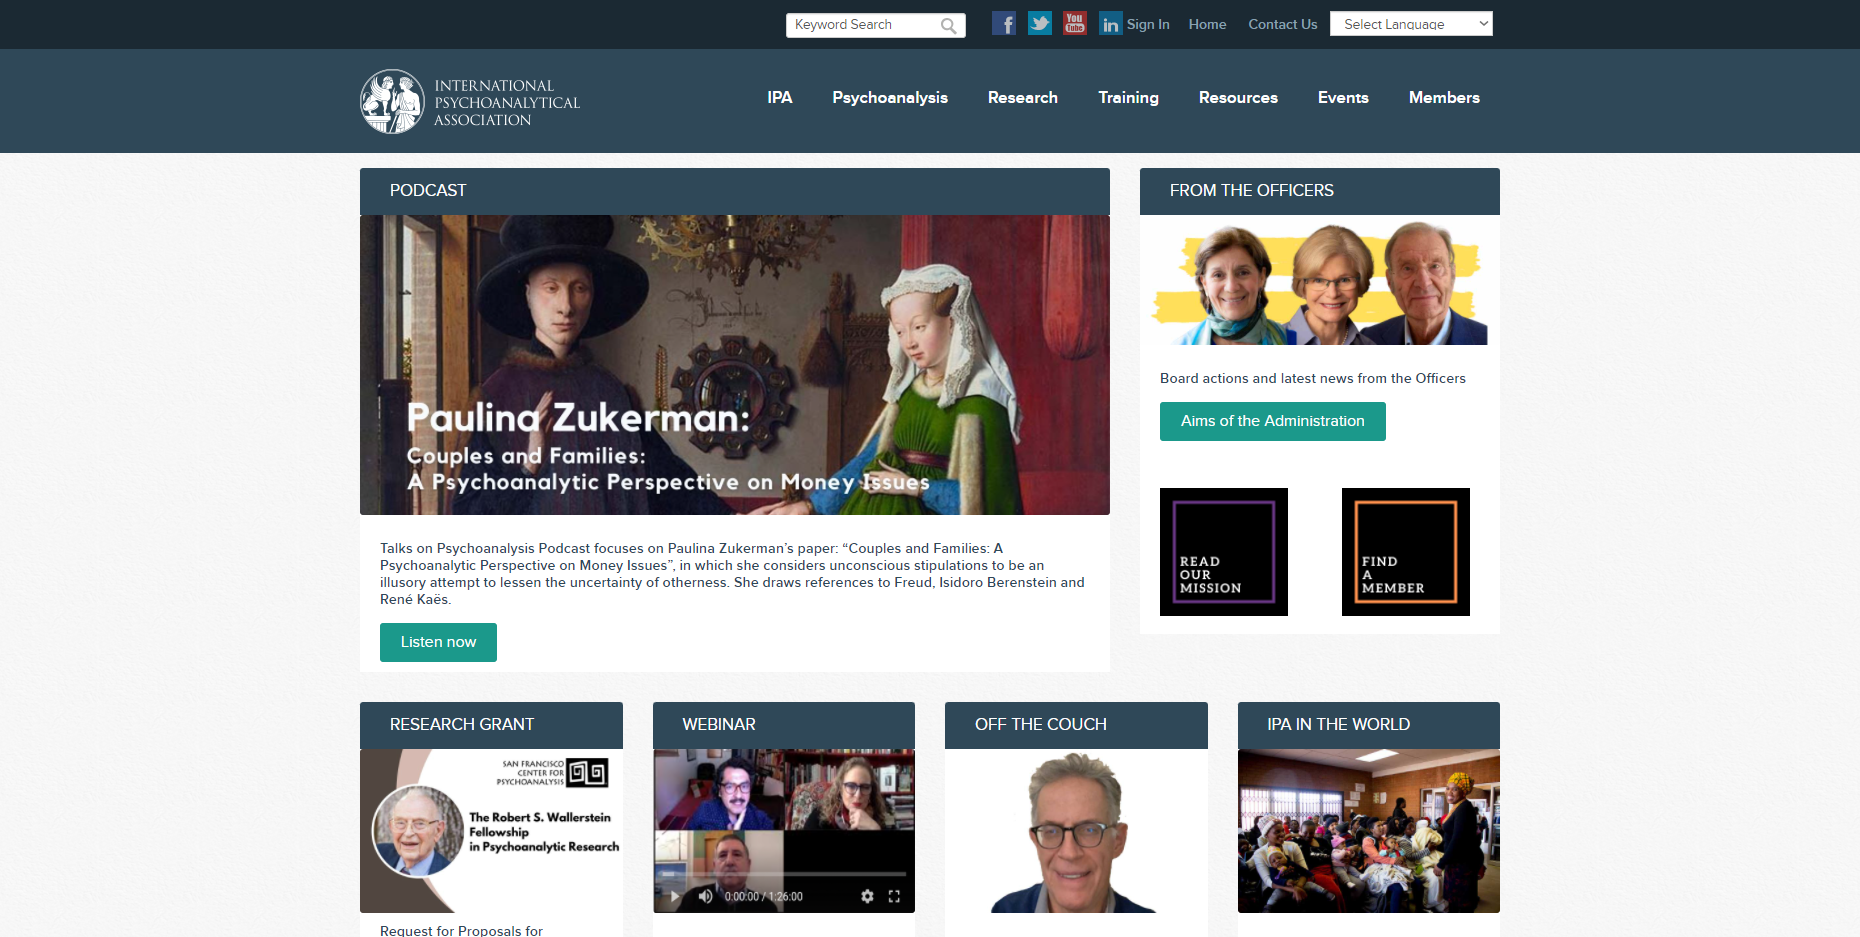 Keyword Search
f
You
Tube
in
Sign In
Home
Contact Us
Select Language
INTERNATIONAL
PSYCHOANALYTICAL
ASSOCIATION
IPA
Psychoanalysis
Research
Training
Resources
Events
Members
PODCAST
Paulina Zukerman:
Couples and Families:
A Psychoanalytic Perspective on Money Issues
Talks on Psychoanalysis Podcast focuses on Paulina Zukerman’s paper: “Couples and Families: A
Psychoanalytic Perspective on Money Issues”, in which she considers unconscious stipulations to be an
illusory attempt to lessen the uncertainty of otherness. She draws references to Freud, Isidoro Berenstein and
René Kaës.
Listen now
FROM THE OFFICERS
Board actions and latest news from the Officers
Aims of the Administration
READ
OUR
MISSION
FIND
A
MEMBER
RESEARCH GRANT
SAN FRANCISCO
CENTER FOR
PSYCHOANALYSIS
The Robert S. Wallerstein
Fellowship
in Psychoanalytic Research
Request for Proposals for
WEBINAR
0:00:00 / 1:26:00
OFF THE COUCH
IPA IN THE WORLD